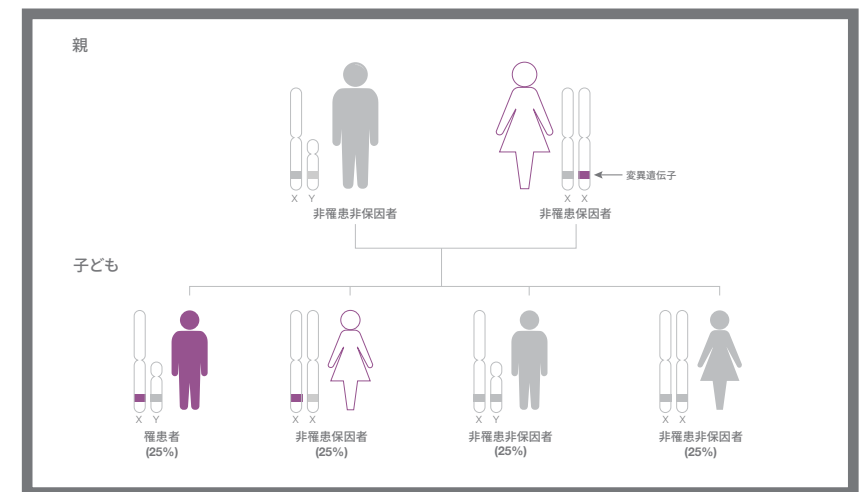 親
変異遺伝子
X Y
X X
非罹患非保因者
非罹患保因者
子ども
X Y
X X
X Y
X X
罹患者
(25%)
非罹患保因者
(25%)
非罹患非保因者
(25%)
非罹患非保因者
(25%)